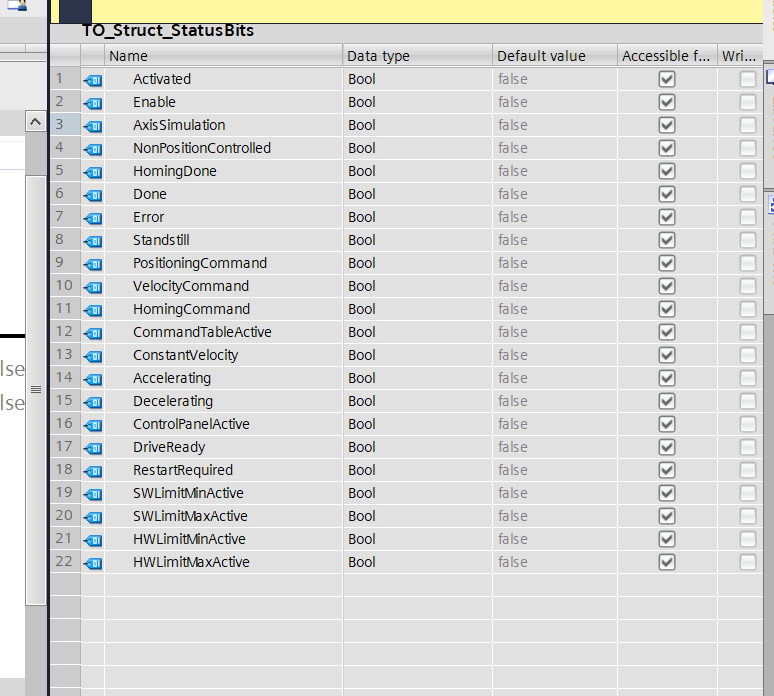 TO_Struct_StatusBits
Name Data type Default value Accessible f... Wri...
1 Activated Bool false
2 Enable Bool false
3 AxisSimulation Bool false
4 NonPositionControlled Bool false
5 HomingDone Bool false
6 Done Bool false
7 Error Bool false
8 Standstill Bool false
9 PositioningCommand Bool false
10 VelocityCommand Bool false
11 HomingCommand Bool false
12 CommandTableActive Bool false
13 ConstantVelocity Bool false
14 Accelerating Bool false
15 Decelerating Bool false
16 ControlPanelActive Bool false
17 DriveReady Bool false
18 RestartRequired Bool false
19 SWLimitMinActive Bool false
20 SWLimitMaxActive Bool false
21 HWLimitMinActive Bool false
22 HWLimitMaxActive Bool false
lse
lse